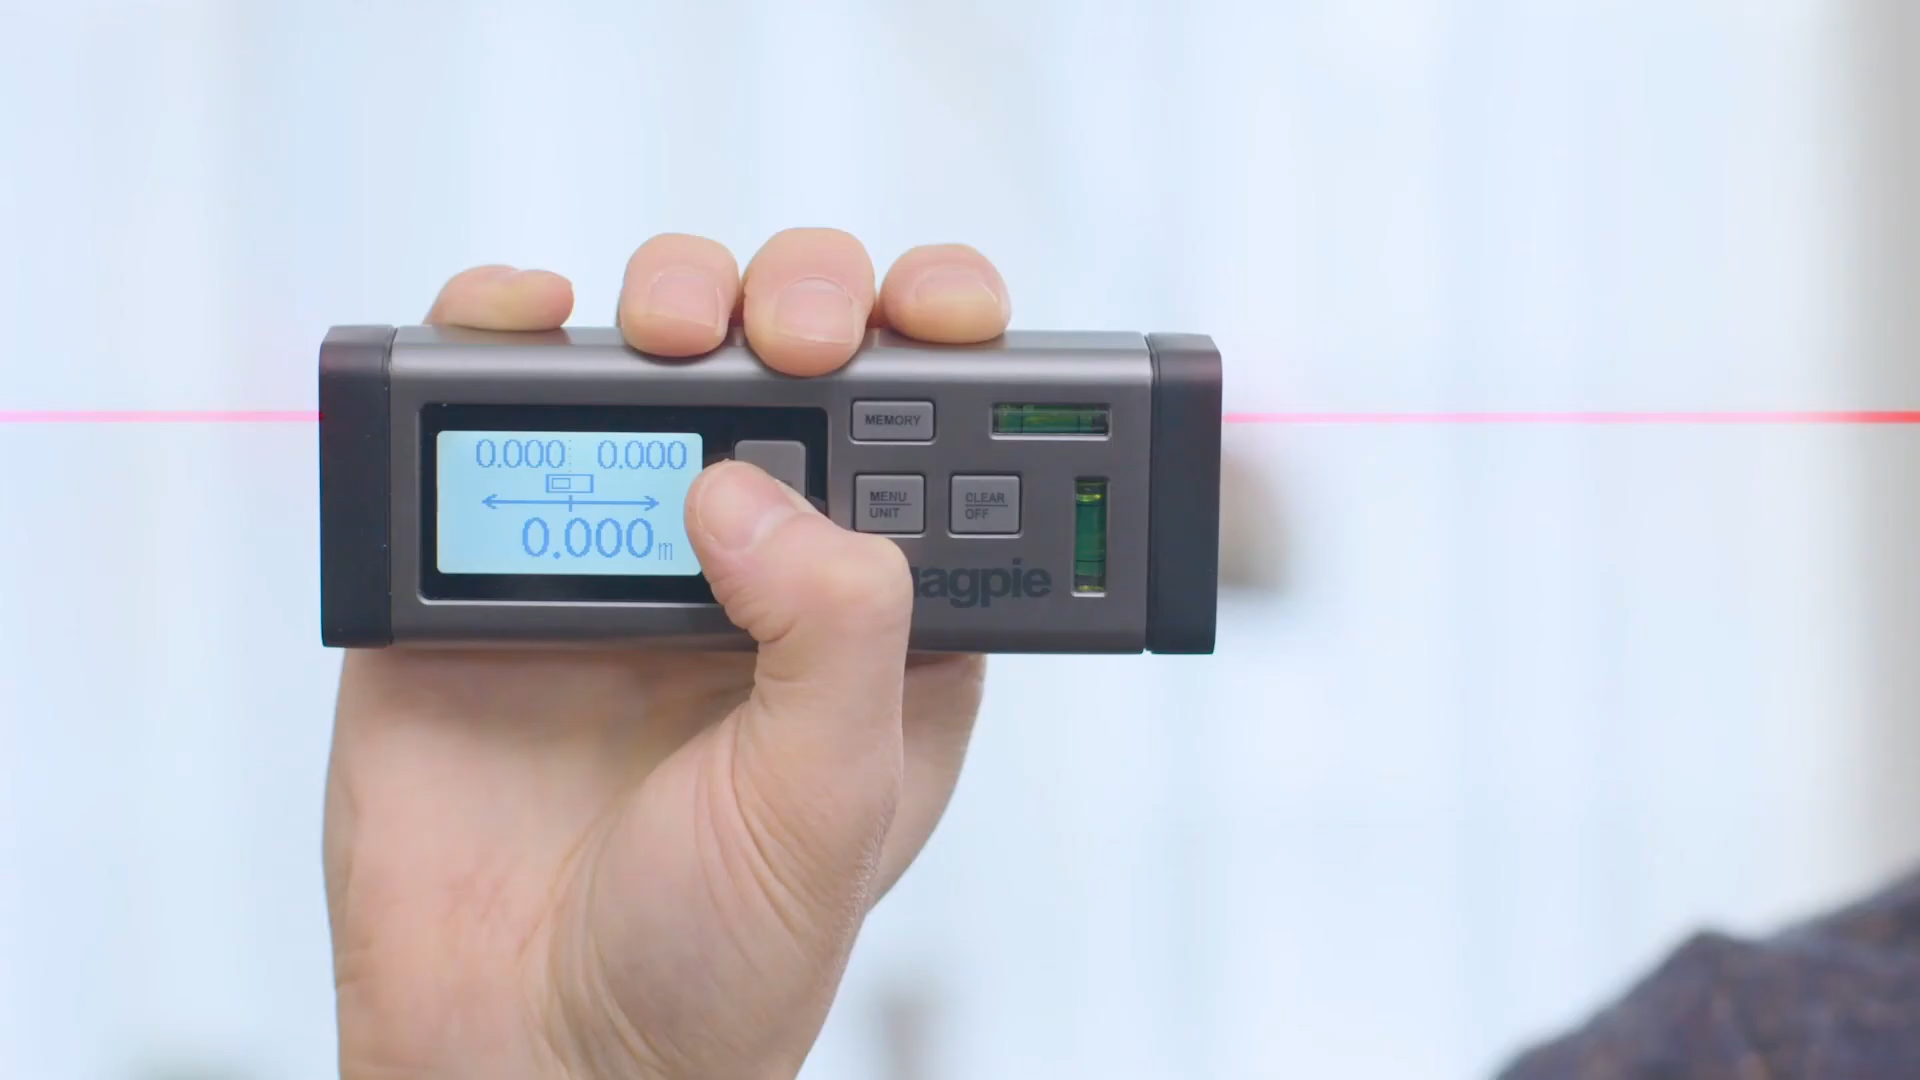 0.000 0.000
0.000m
MEMORY
MENU
UNIT
CLEAR
OFF
agpie